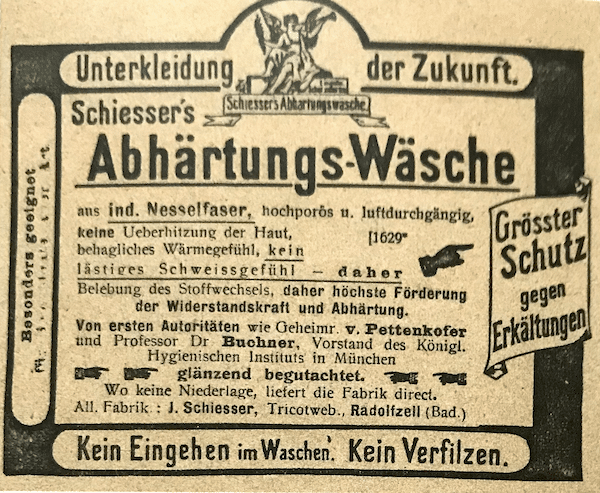 Unterkleidung der Zukunft.
Schiesser's Abhärtungswäsche
Schiesser's
Abhärtungs-Wäsche
aus ind. Nesselfaser, hochporös u. luftdurchgängig,
keine Ueberhitzung der Haut, [1629
behagliches Wärmegefühl, kein
lästiges Schweissgefühl – daher
Belebung des Stoffwechsels, daher höchste Förderung
der Widerstandskraft und Abhärtung.
Von ersten Autoritäten wie Geheimr. v. Pettenkofer
und Professor Dr Buchner, Vorstand des Königl.
Hygienischen Instituts in München
glänzend begutachtet.
Wo keine Niederlage, liefert die Fabrik direct.
All. Fabrik.: J. Schiesser, Tricotweb., Radolfzell (Bad.)
Besonders geeignet
Grösster
Schutz
gegen
Erkältungen
Kein Eingehen im Waschen. Kein Verfilzen.